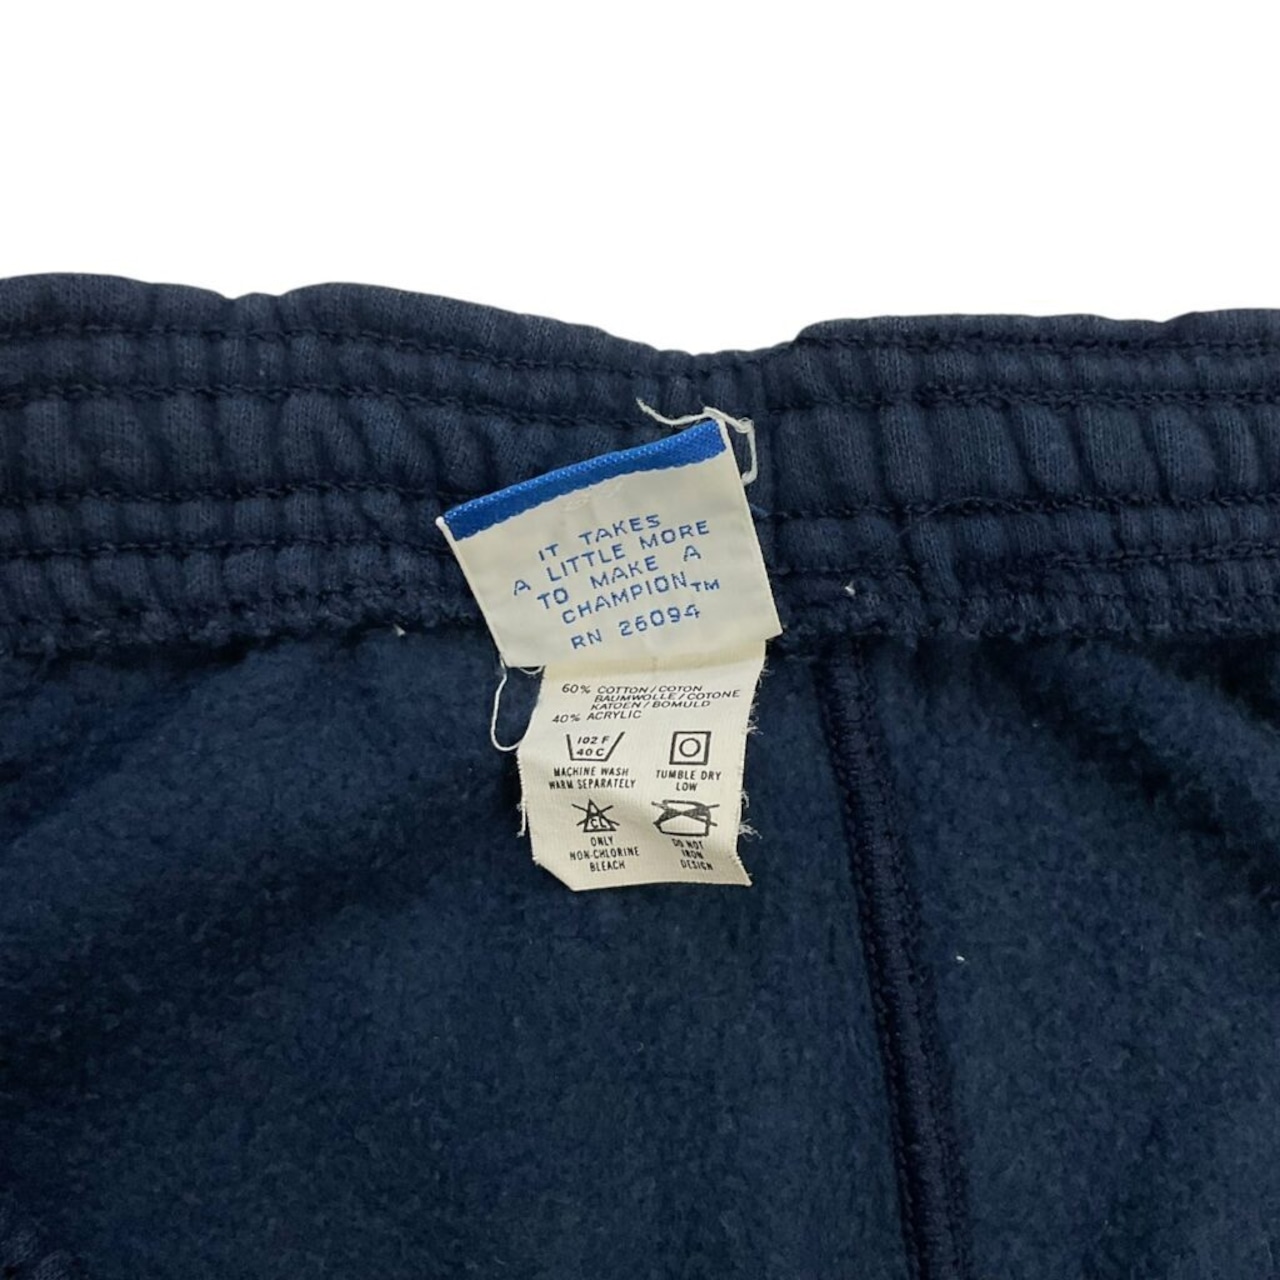 IT TAKES
A LITTLE MORE
TO MAKE A
CHAMPION™
RN 26094
60% COTTON/COTON
BAUMWOLLE/COTONE
KATOEN/BOMULD
40% ACRYLIC
102 F
40 C
MACHINE WASH
WARM SEPARATELY
TUMBLE DRY
LOW
CL
ONLY
NON-CHLORINE
BLEACH
DO NOT
IRON
DESIGN